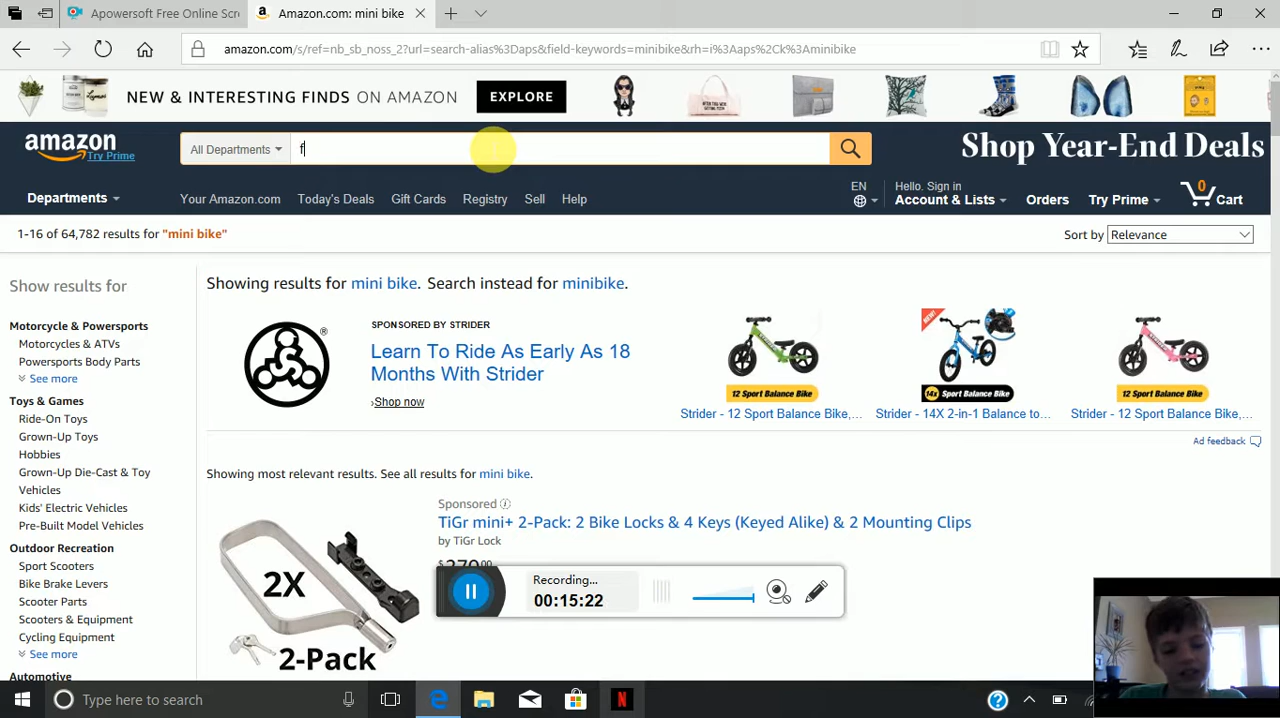 Apowersoft Free Online Scr
Amazon.com: mini bike
amazon.com/s/ref=nb_sb_noss_2?url=search-alias%3Daps&field-keywords=minibike&rh=i%3Aaps%2Ck%3Aminibike
NEW & INTERESTING FINDS ON AMAZON
EXPLORE
amazon
Try Prime
All Departments
f
Shop Year-End Deals
Departments
Your Amazon.com
Today's Deals
Gift Cards
Registry
Sell
Help
EN
Hello. Sign in
Account & Lists
Orders
Try Prime
0
Cart
1-16 of 64,782 results for "mini bike"
Sort by Relevance
Show results for
Motorcycle & Powersports
Motorcycles & ATVs
Powersports Body Parts
See more
Toys & Games
Ride-On Toys
Grown-Up Toys
Hobbies
Grown-Up Die-Cast & Toy
Vehicles
Kids' Electric Vehicles
Pre-Built Model Vehicles
Outdoor Recreation
Sport Scooters
Bike Brake Levers
Scooter Parts
Scooters & Equipment
Cycling Equipment
See more
Automotive
Showing results for mini bike. Search instead for minibike.
SPONSORED BY STRIDER
Learn To Ride As Early As 18
Months With Strider
›Shop now
12 Sport Balance Bike
Strider - 12 Sport Balance Bike,...
NEW!
14x Sport Balance Bike
Strider - 14X 2-in-1 Balance to...
12 Sport Balance Bike
Strider - 12 Sport Balance Bike,...
Ad feedback
Showing most relevant results. See all results for mini bike.
Sponsored
TiGr mini+ 2-Pack: 2 Bike Locks & 4 Keys (Keyed Alike) & 2 Mounting Clips
by TiGr Lock
2X
2-Pack
Recording...
00:15:22
Type here to search